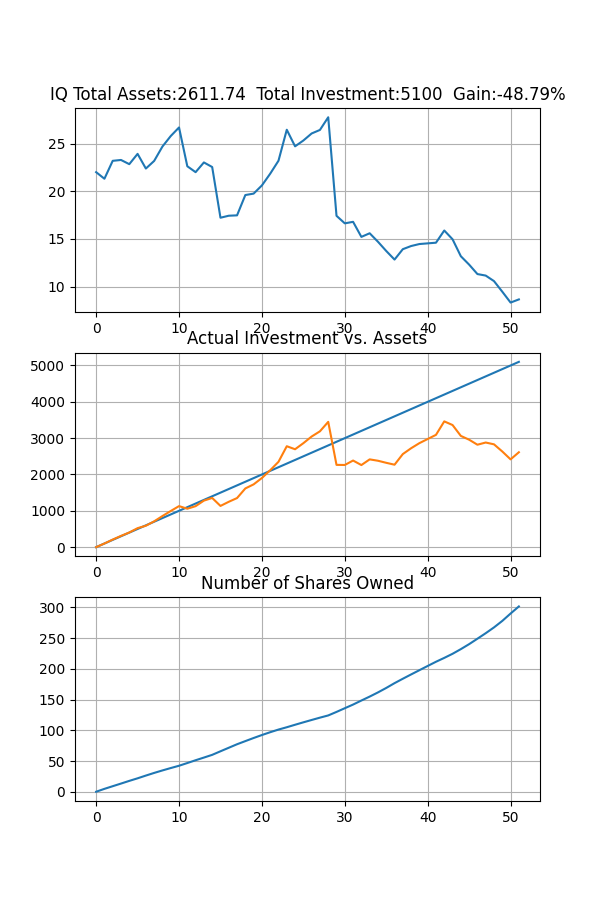 IQ Total Assets:2611.74  Total Investment:5100  Gain:-48.79%
25
20
15
10
0 10 20 30 40 50
Actual Investment vs. Assets
5000
4000
3000
2000
1000
0
0 10 20 30 40 50
Number of Shares Owned
300
250
200
150
100
50
0
0 10 20 30 40 50